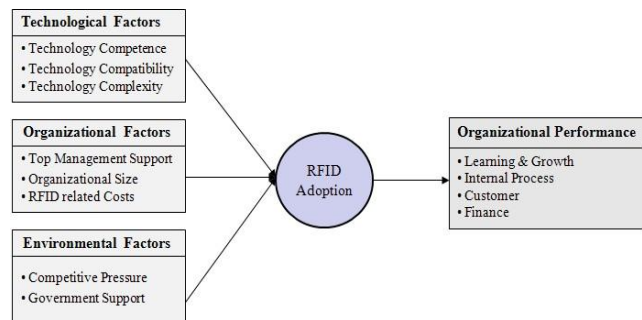 Technological Factors
• Technology Competence
• Technology Compatibility
• Technology Complexity
Organizational Factors
• Top Management Support
• Organizational Size
• RFID related Costs
Environmental Factors
• Competitive Pressure
• Government Support
RFID
Adoption
Organizational Performance
• Learning & Growth
• Internal Process
• Customer
• Finance